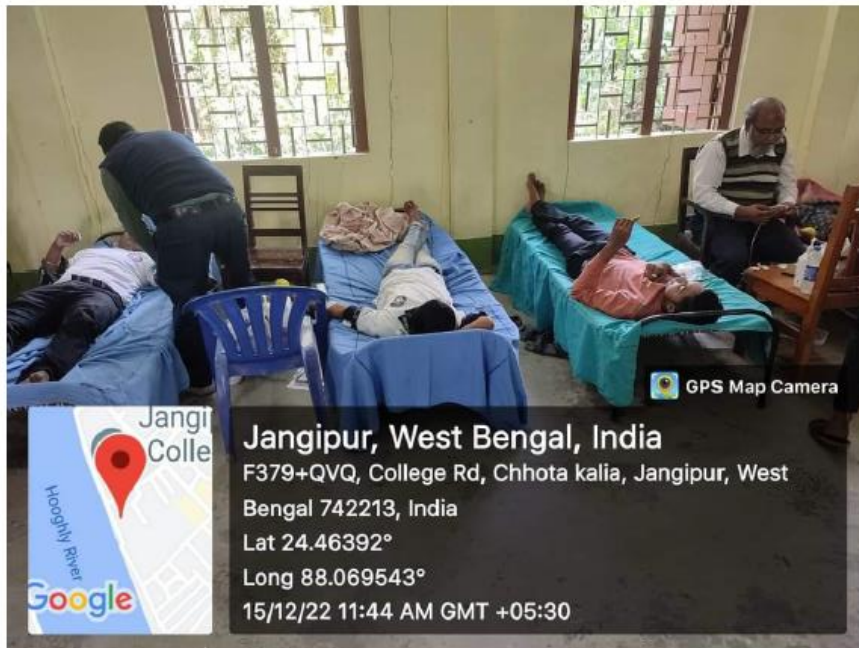 GPS Map Camera
Jangi
Colle
Hooghly River
Google
Jangipur, West Bengal, India
F379+QVQ, College Rd, Chhota kalia, Jangipur, West
Bengal 742213, India
Lat 24.46392°
Long 88.069543°
15/12/22 11:44 AM GMT +05:30